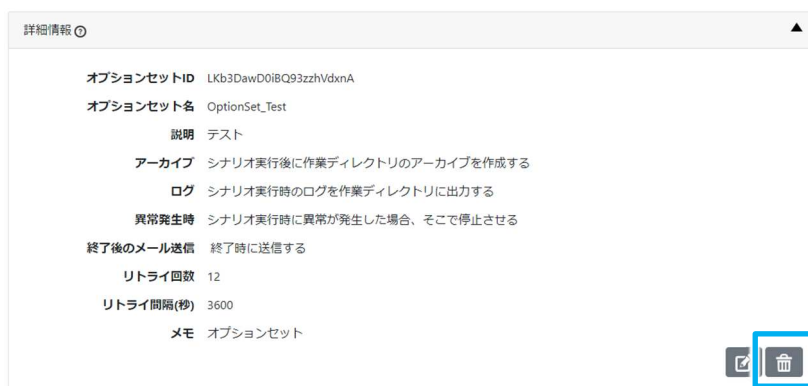 詳細情報
オプションセットID LKb3DawD0iBQ93zzhVdxnA
オプションセット名 OptionSet_Test
説明 テスト
アーカイブ シナリオ実行後に作業ディレクトリのアーカイブを作成する
ログ シナリオ実行時のログを作業ディレクトリに出力する
異常発生時 シナリオ実行時に異常が発生した場合、そこで停止させる
終了後のメール送信 終了時に送信する
リトライ回数 12
リトライ間隔(秒) 3600
メモ オプションセット